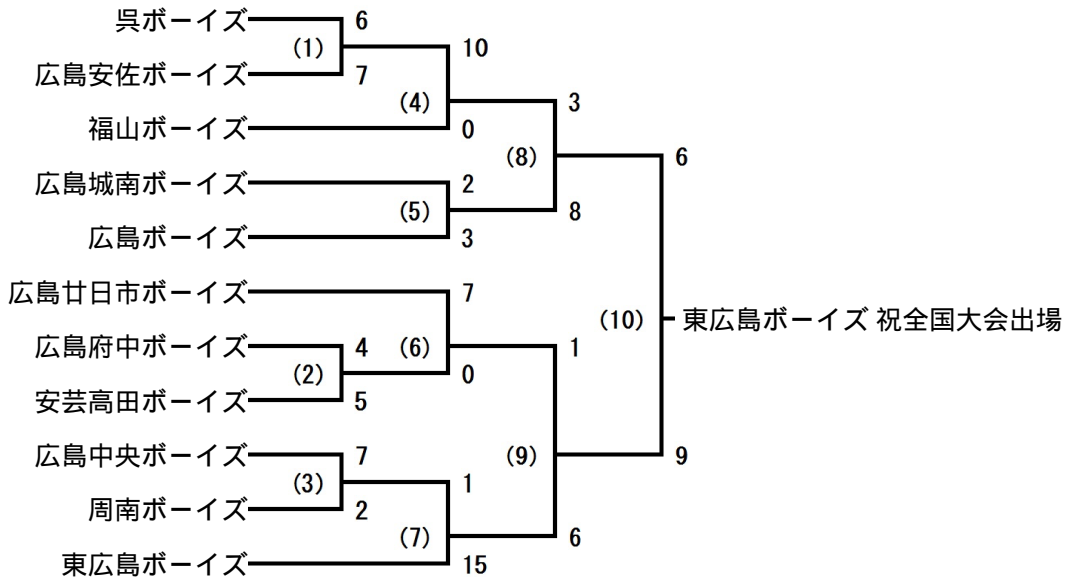 呉ボーイズ 6
(1) 10
広島安佐ボーイズ 7
(4) 3
福山ボーイズ 0
(8) 6
広島城南ボーイズ 2
(5) 8
広島ボーイズ 3
広島廿日市ボーイズ 7
(10) 東広島ボーイズ 祝全国大会出場
広島府中ボーイズ 4 (6) 1
(2) 0
安芸高田ボーイズ 5
広島中央ボーイズ 7 (9) 9
(3) 1
周南ボーイズ 2
(7) 6
東広島ボーイズ 15